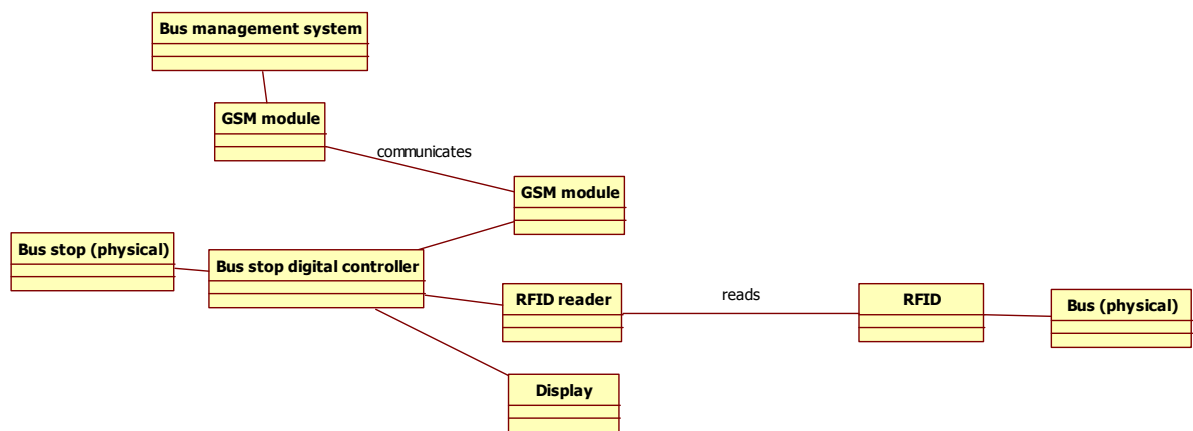 Bus management system
GSM module
communicates
GSM module
Bus stop (physical)
Bus stop digital controller
RFID reader
reads
RFID
Bus (physical)
Display